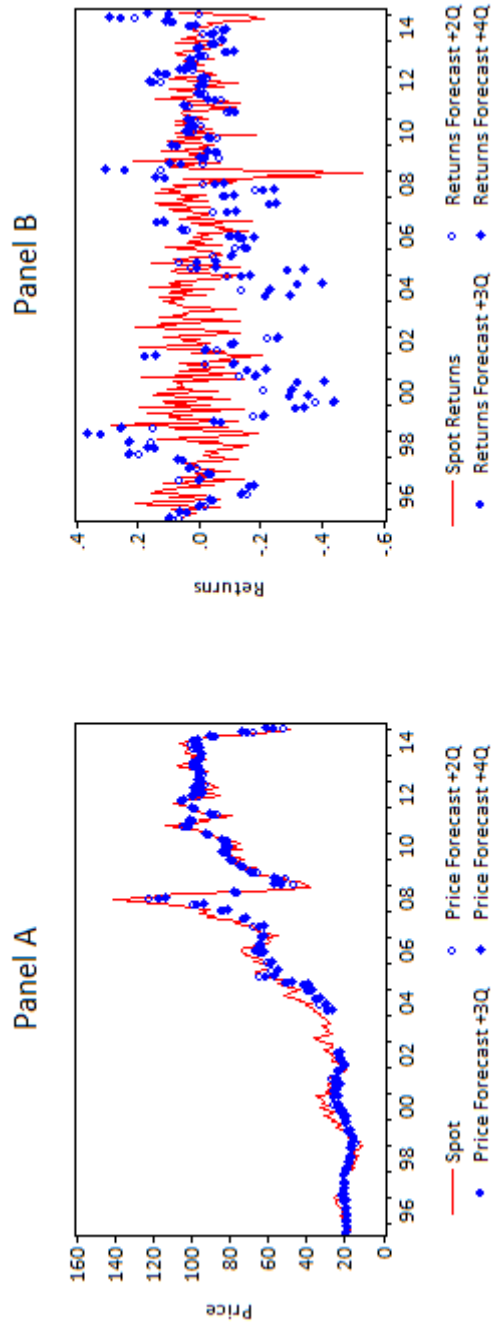 Panel A
Price
160
140
120
100
80
60
40
20
0
96 98 00 02 04 06 08 10 12 14
Spot Price Forecast +2Q
Price Forecast +3Q Price Forecast +4Q
Panel B
Returns
.4
.2
.0
-.2
-.4
-.6
96 98 00 02 04 06 08 10 12 14
Spot Returns Returns Forecast +2Q
Returns Forecast +3Q Returns Forecast +4Q